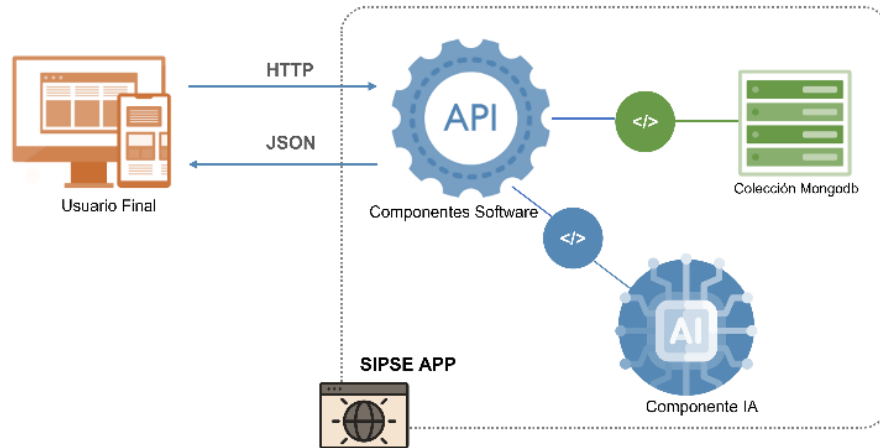 HTTP
API
</>
JSON
Usuario Final
Componentes Software
Colección Mongodb
</>
AI
SIPSE APP
Componente IA